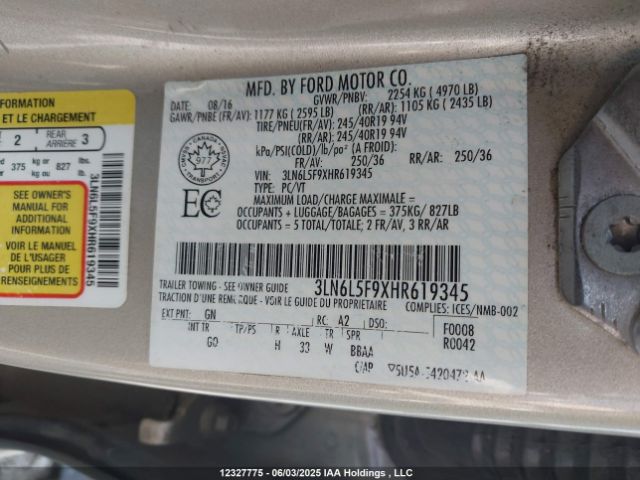 INFORMATION
ET LE CHARGEMENT
2 REAR ARRIÈRE 3
375 kg or 827 lbs.
SEE OWNER'S
MANUAL FOR
ADDITIONAL
INFORMATION
VOIR LE MANUEL
DE L'USAGER
POUR PLUS DE
RENSEIGNEMENTS
3LN6L5F9XHR619345
MFD. BY FORD MOTOR CO.
DATE: 08/16 GVWR/PNBV: 2254 KG ( 4970 LB)
GAWR/PNBE (FR/AV): 1177 KG ( 2595 LB) (RR/AR): 1105 KG ( 2435 LB)
TIRE/PNEU(FR/AV): 245/40R19 94V
(RR/AR): 245/40R19 94V
kPa/PSI(COLD)/lb/po² (A FROID):
FR/AV: 250/36 RR/AR: 250/36
VIN: 3LN6L5F9XHR619345
TYPE: PC/VT
MAXIMUM LOAD/CHARGE MAXIMALE =
OCCUPANTS + LUGGAGE/BAGAGES = 375KG/ 827LB
OCCUPANTS = 5 TOTAL/TOTALE; 2 FR/AV, 3 RR/AR
CANADA
977
TRANSPORT
EC
3LN6L5F9XHR619345
TRAILER TOWING - SEE OWNER GUIDE
TRACTION D'UNE REMORQUE - VOIR LE GUIDE COMPLIES: ICES/NMB-002
EXT PNT: GN RC: A2 DSO: F0008
INT TR TP/PS R AXLE TR SPR R0042
GO H 33 W BBAA
12327775 - 06/03/2025 IAA Holdings , LLC